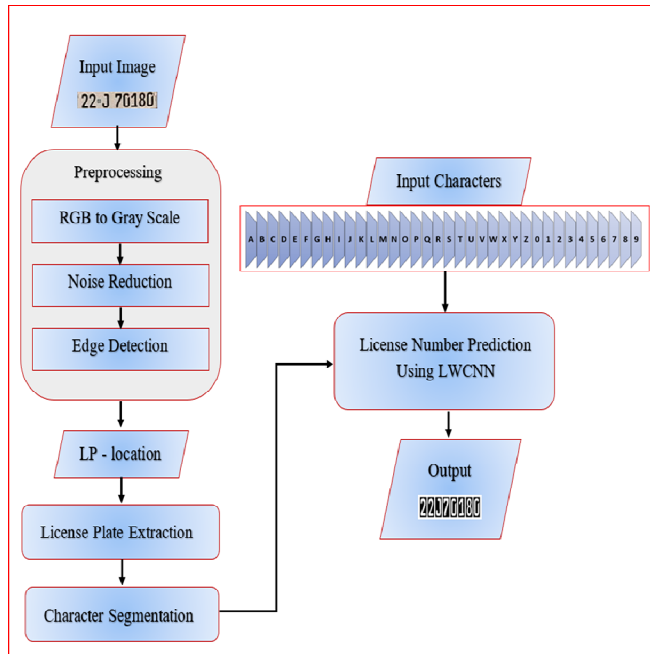 Input Image
22-J 70180
Preprocessing
RGB to Gray Scale
Noise Reduction
Edge Detection
LP - location
License Plate Extraction
Character Segmentation
Input Characters
A B C D E F G H I J K L M N O P Q R S T U V W X Y Z 0 1 2 3 4 5 6 7 8 9
License Number Prediction
Using LWCNN
Output
22J70180